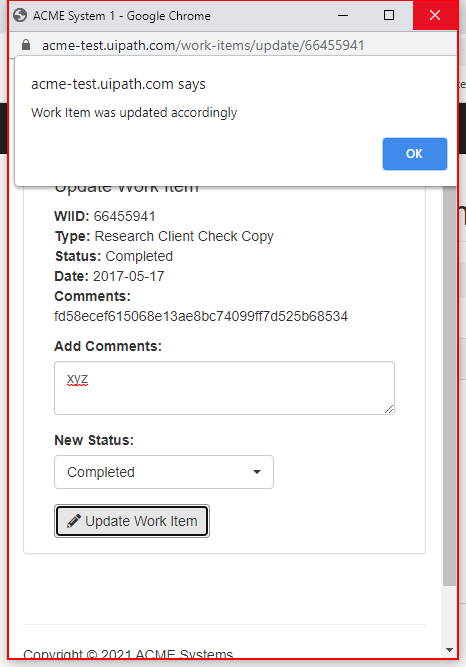 ACME System 1 - Google Chrome
acme-test.uipath.com/work-items/update/66455941
acme-test.uipath.com says
Work Item was updated accordingly
OK
Update Work Item
WIID: 66455941
Type: Research Client Check Copy
Status: Completed
Date: 2017-05-17
Comments:
fd58ecef615068e13ae8bc74099ff7d525b68534
Add Comments:
xyz
New Status:
Completed
Update Work Item
Copyright © 2021 ACME Systems